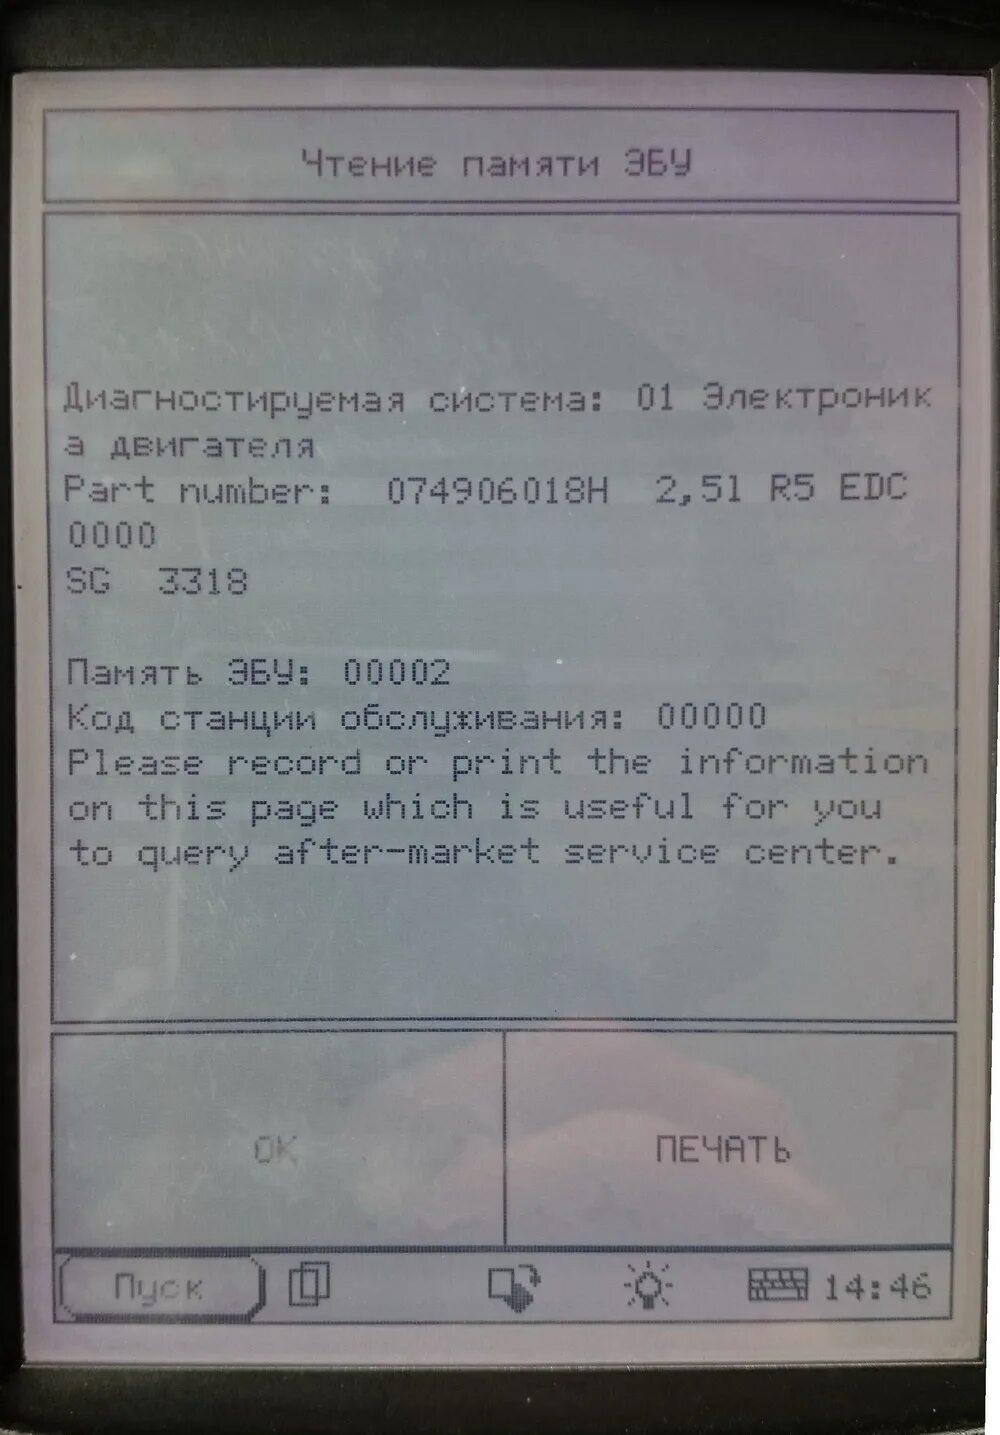 Чтение памяти ЭБУ
Диагностируемая система: 01 Электроник
а двигателя
Part number: 074906018H 2,5l R5 EDC
0000
SG 3318
Память ЭБУ: 00002
Код станции обслуживания: 00000
Please record or print the information
on this page which is useful for you
to query after-market service center.
ОК ПЕЧАТЬ
Пуск 14:46